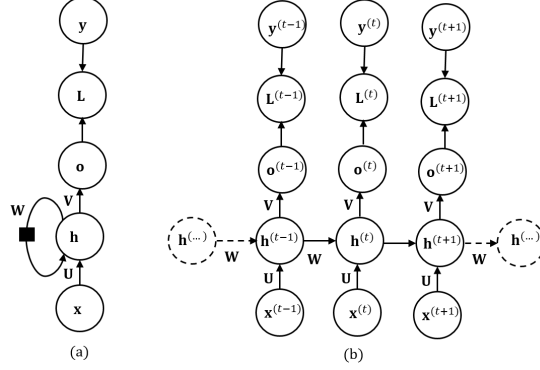 y
y^(t−1)
y^(t)
y^(t+1)
L
L^(t−1)
L^(t)
L^(t+1)
o
o^(t−1)
o^(t)
o^(t+1)
W
V
V
V
V
h
h^(...)
h^(t−1)
h^(t)
h^(t+1)
h^(...)
W
W
W
U
U
U
U
x
x^(t−1)
x^(t)
x^(t+1)
(a)
(b)